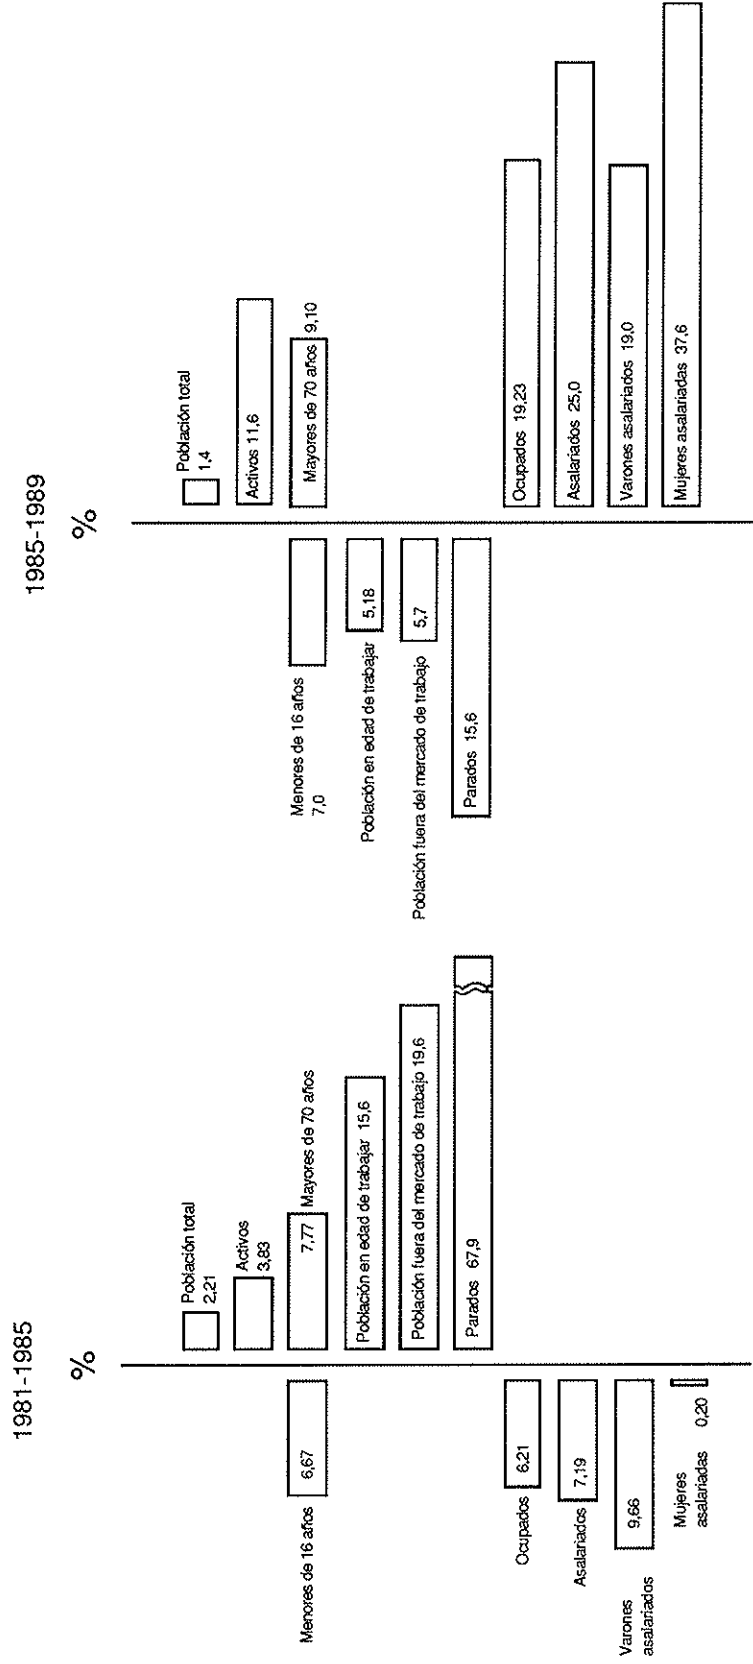 1981-1985
%
Población total
2,21
Activos
3,83
Menores de 16 años
6,67
7,77
Mayores de 70 años
Población en edad de trabajar 15,6
Población fuera del mercado de trabajo 19,6
Parados 67,9
Ocupados
6,21
Asalariados
7,19
Varones
asalariados
9,66
Mujeres
asalariadas 0,20
1985-1989
%
Población total
1,4
Activos 11,6
Menores de 16 años
7,0
Mayores de 70 años 9,10
Población en edad de trabajar
5,18
Población fuera del mercado de trabajo
5,7
Parados 15,6
Ocupados 19,23
Asalariados 25,0
Varones asalariados 19,0
Mujeres asalariadas 37,6